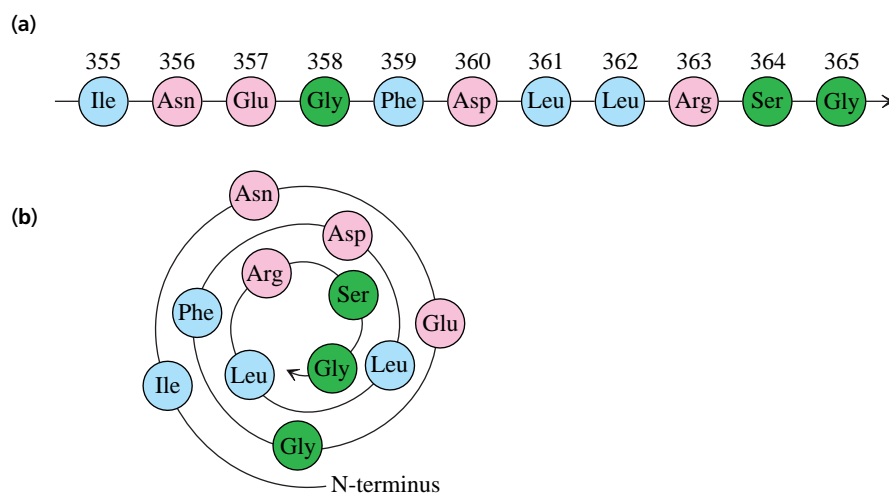 (a)
355 356 357 358 359 360 361 362 363 364 365
Ile Asn Glu Gly Phe Asp Leu Leu Arg Ser Gly
(b)
Asn
Asp
Arg
Ser
Phe
Glu
Leu
Gly
Leu
Ile
Gly
N-terminus